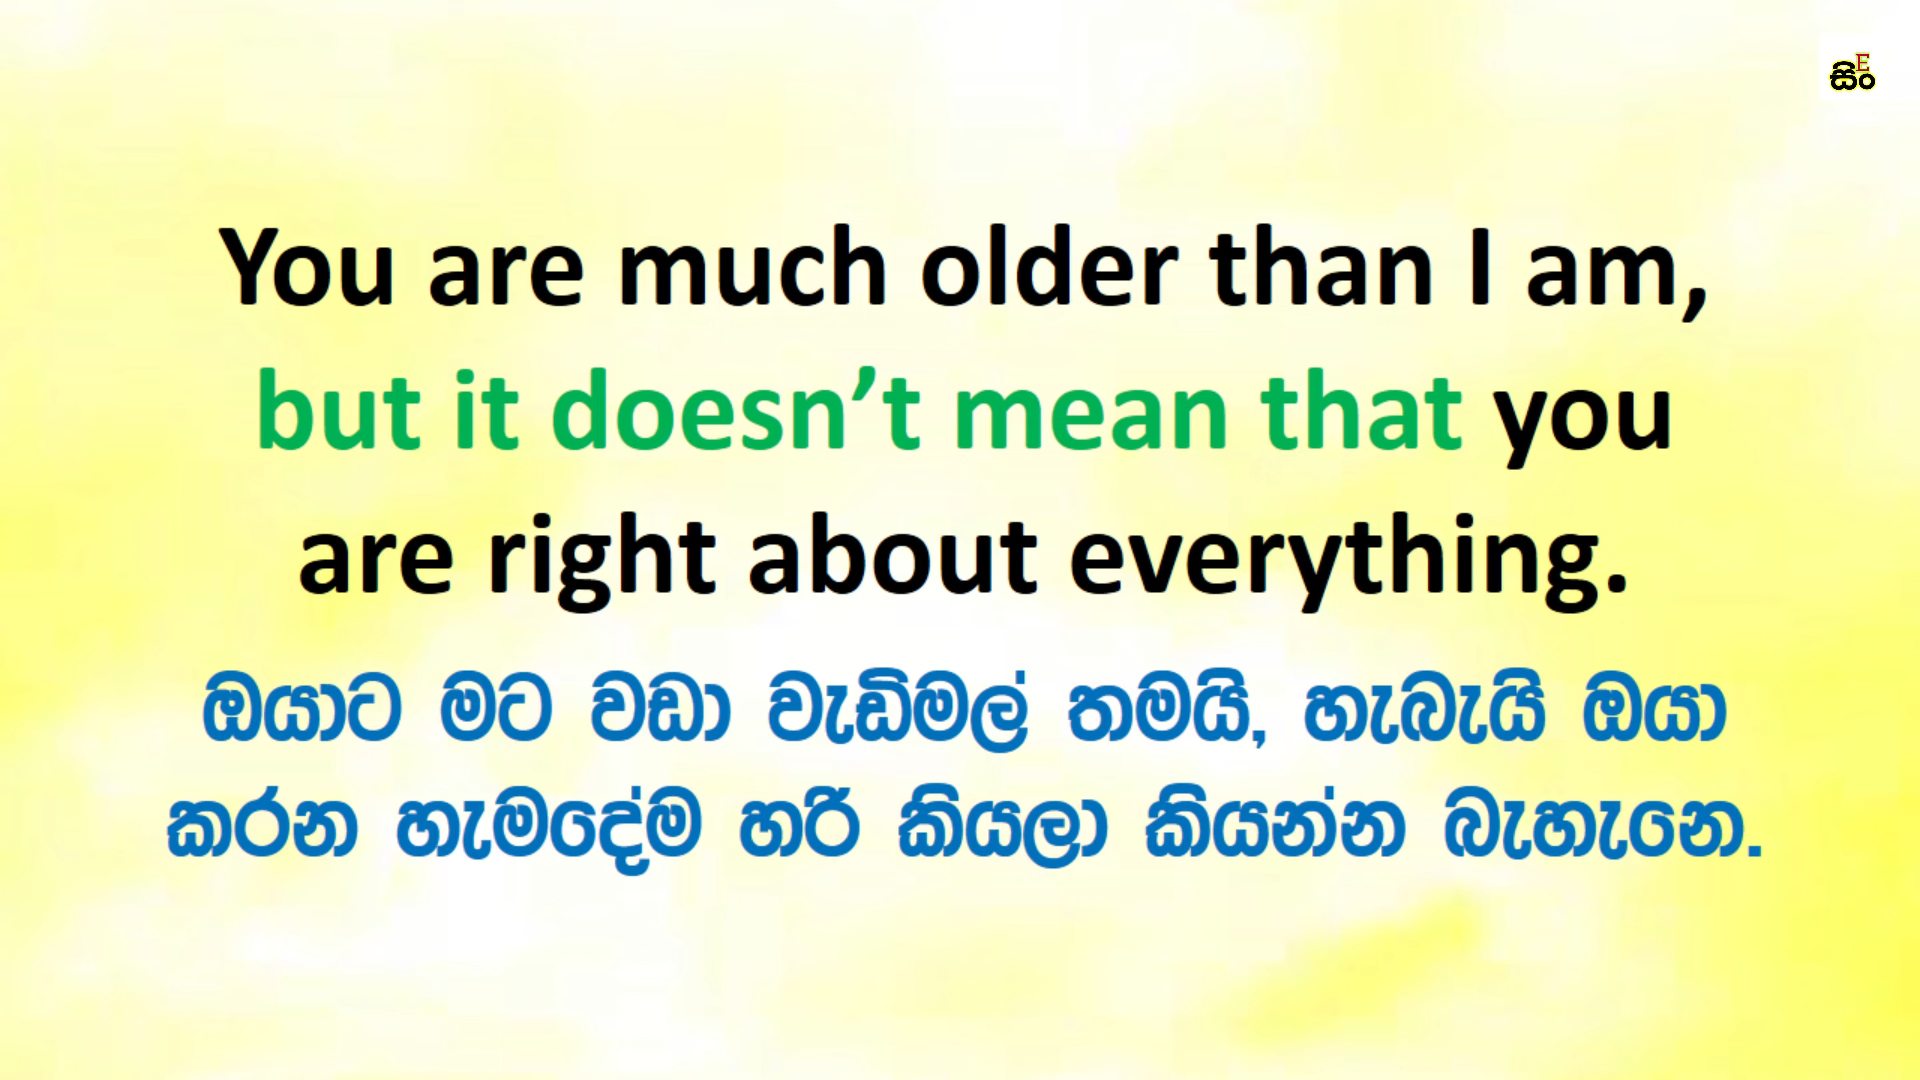 සිංE
You are much older than I am,
but it doesn’t mean that you
are right about everything.
ඔයාට මට වඩා වැඩිමල් තමයි, හැබැයි ඔයා
කරන හැමදේම හරි කියලා කියන්න බැහැනෙ.